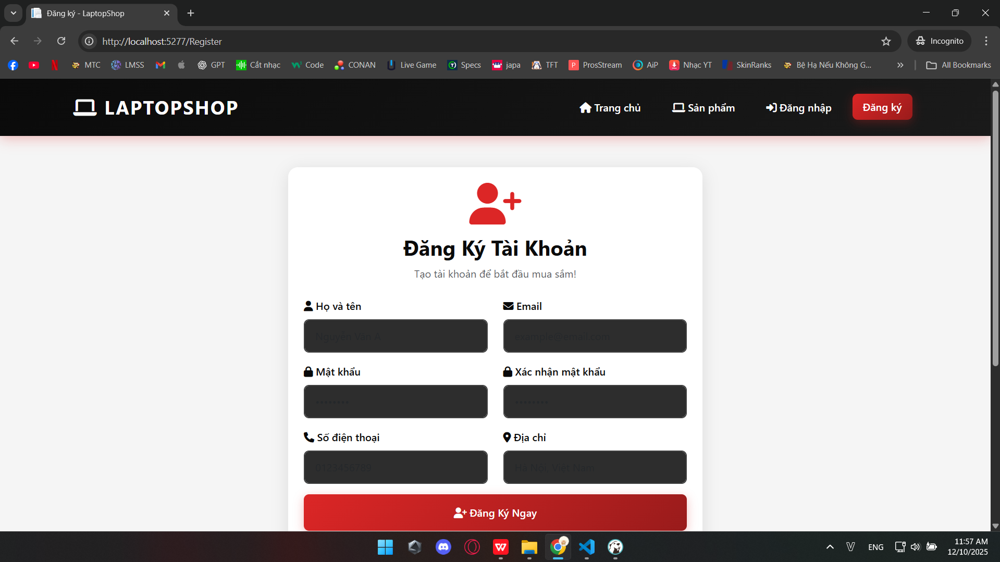 Đăng ký - LaptopShop
http://localhost:5277/Register
Incognito
MTC LMSS GPT Cắt nhạc Code CONAN Live Game Specs japa TFT ProsStream AiP Nhạc YT SkinRanks Bệ Hạ Nếu Không G... All Bookmarks
LAPTOPSHOP
Trang chủ Sản phẩm Đăng nhập Đăng ký
Đăng Ký Tài Khoản
Tạo tài khoản để bắt đầu mua sắm!
Họ và tên Email
Nguyễn Văn A example@email.com
Mật khẩu Xác nhận mật khẩu
•••••••• ••••••••
Số điện thoại Địa chỉ
0123456789 Hà Nội, Việt Nam
Đăng Ký Ngay
ENG
11:57 AM
12/10/2025